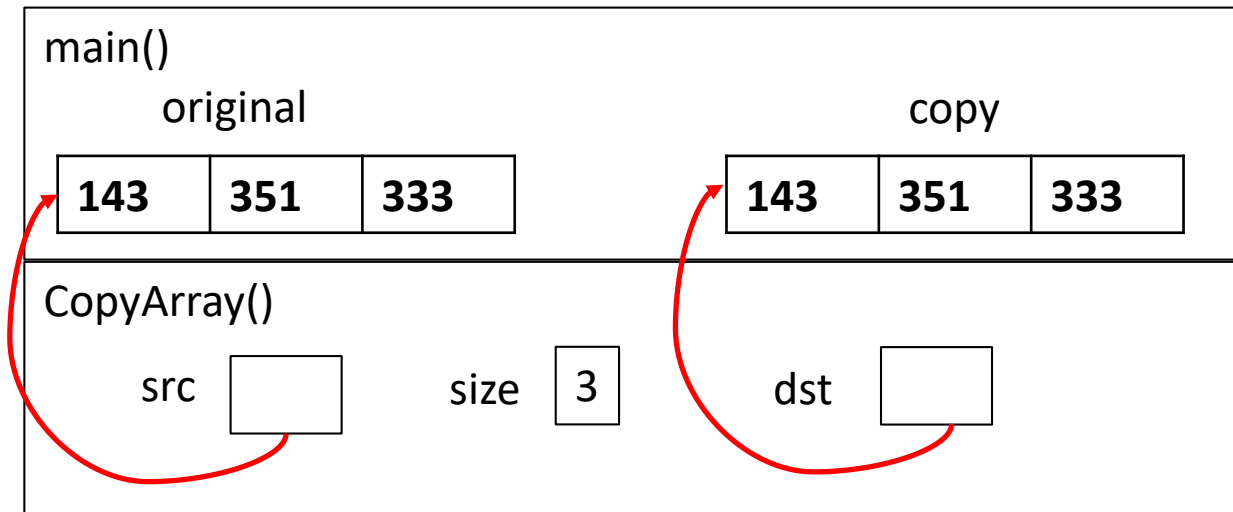 main()
original copy
143 351 333 143 351 333
CopyArray()
src size 3 dst